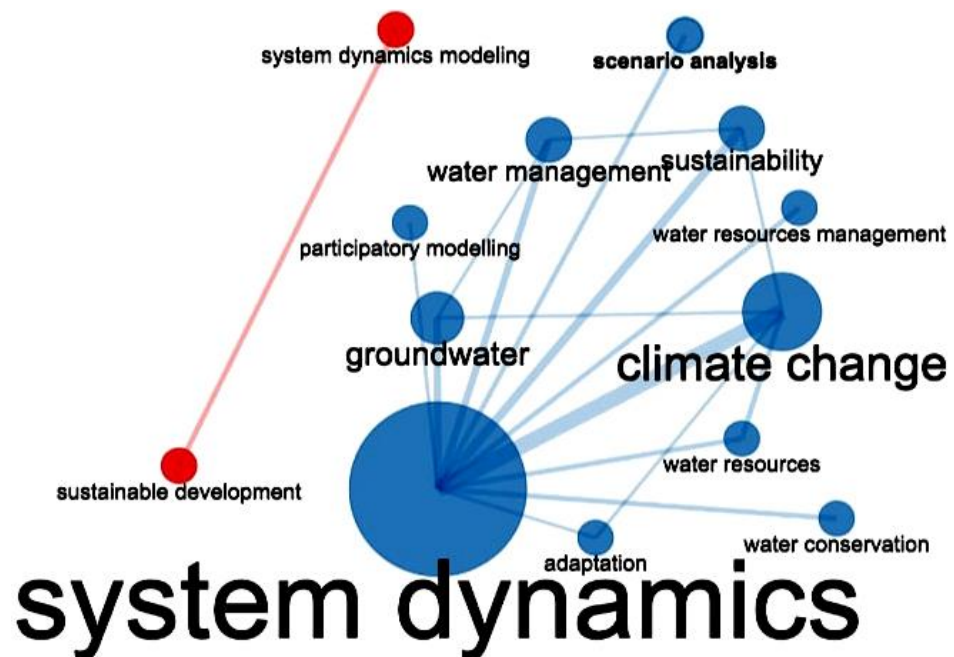 system dynamics modeling
scenario analysis
water management
sustainability
participatory modelling
water resources management
groundwater
climate change
water resources
sustainable development
water conservation
adaptation
system dynamics